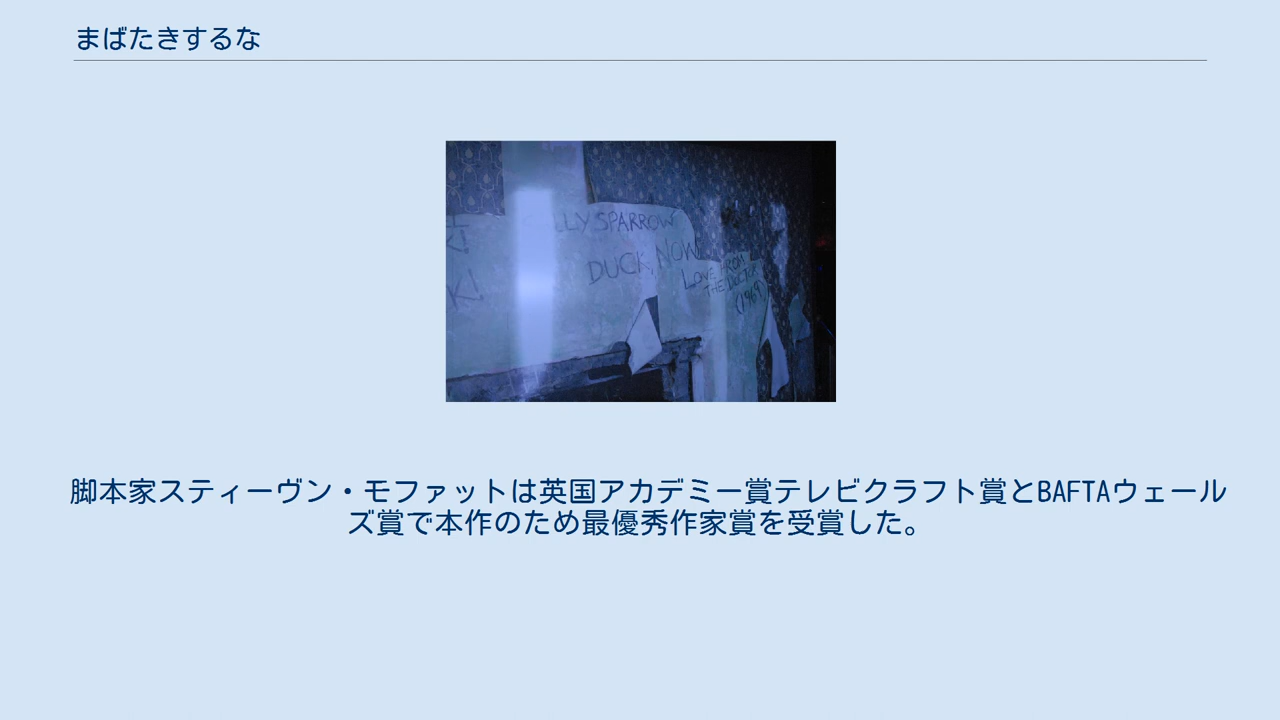 まばたきするな
SPARROW
DUCK, NOW
LOVE FROM
THE DOCTOR
(1969)
脚本家スティーヴン・モファットは英国アカデミー賞テレビクラフト賞とBAFTAウェール
ズ賞で本作のため最優秀作家賞を受賞した。